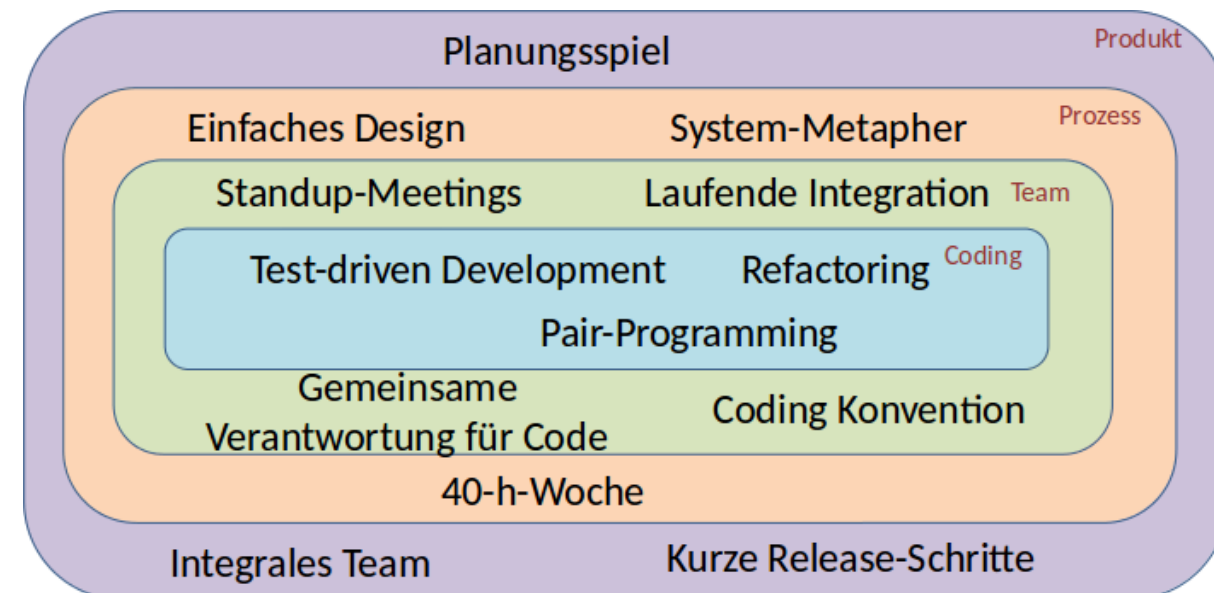 Planungsspiel
Produkt
Einfaches Design
System-Metapher
Prozess
Standup-Meetings
Laufende Integration
Team
Test-driven Development
Refactoring
Coding
Pair-Programming
Gemeinsame
Verantwortung für Code
Coding Konvention
40-h-Woche
Integrales Team
Kurze Release-Schritte